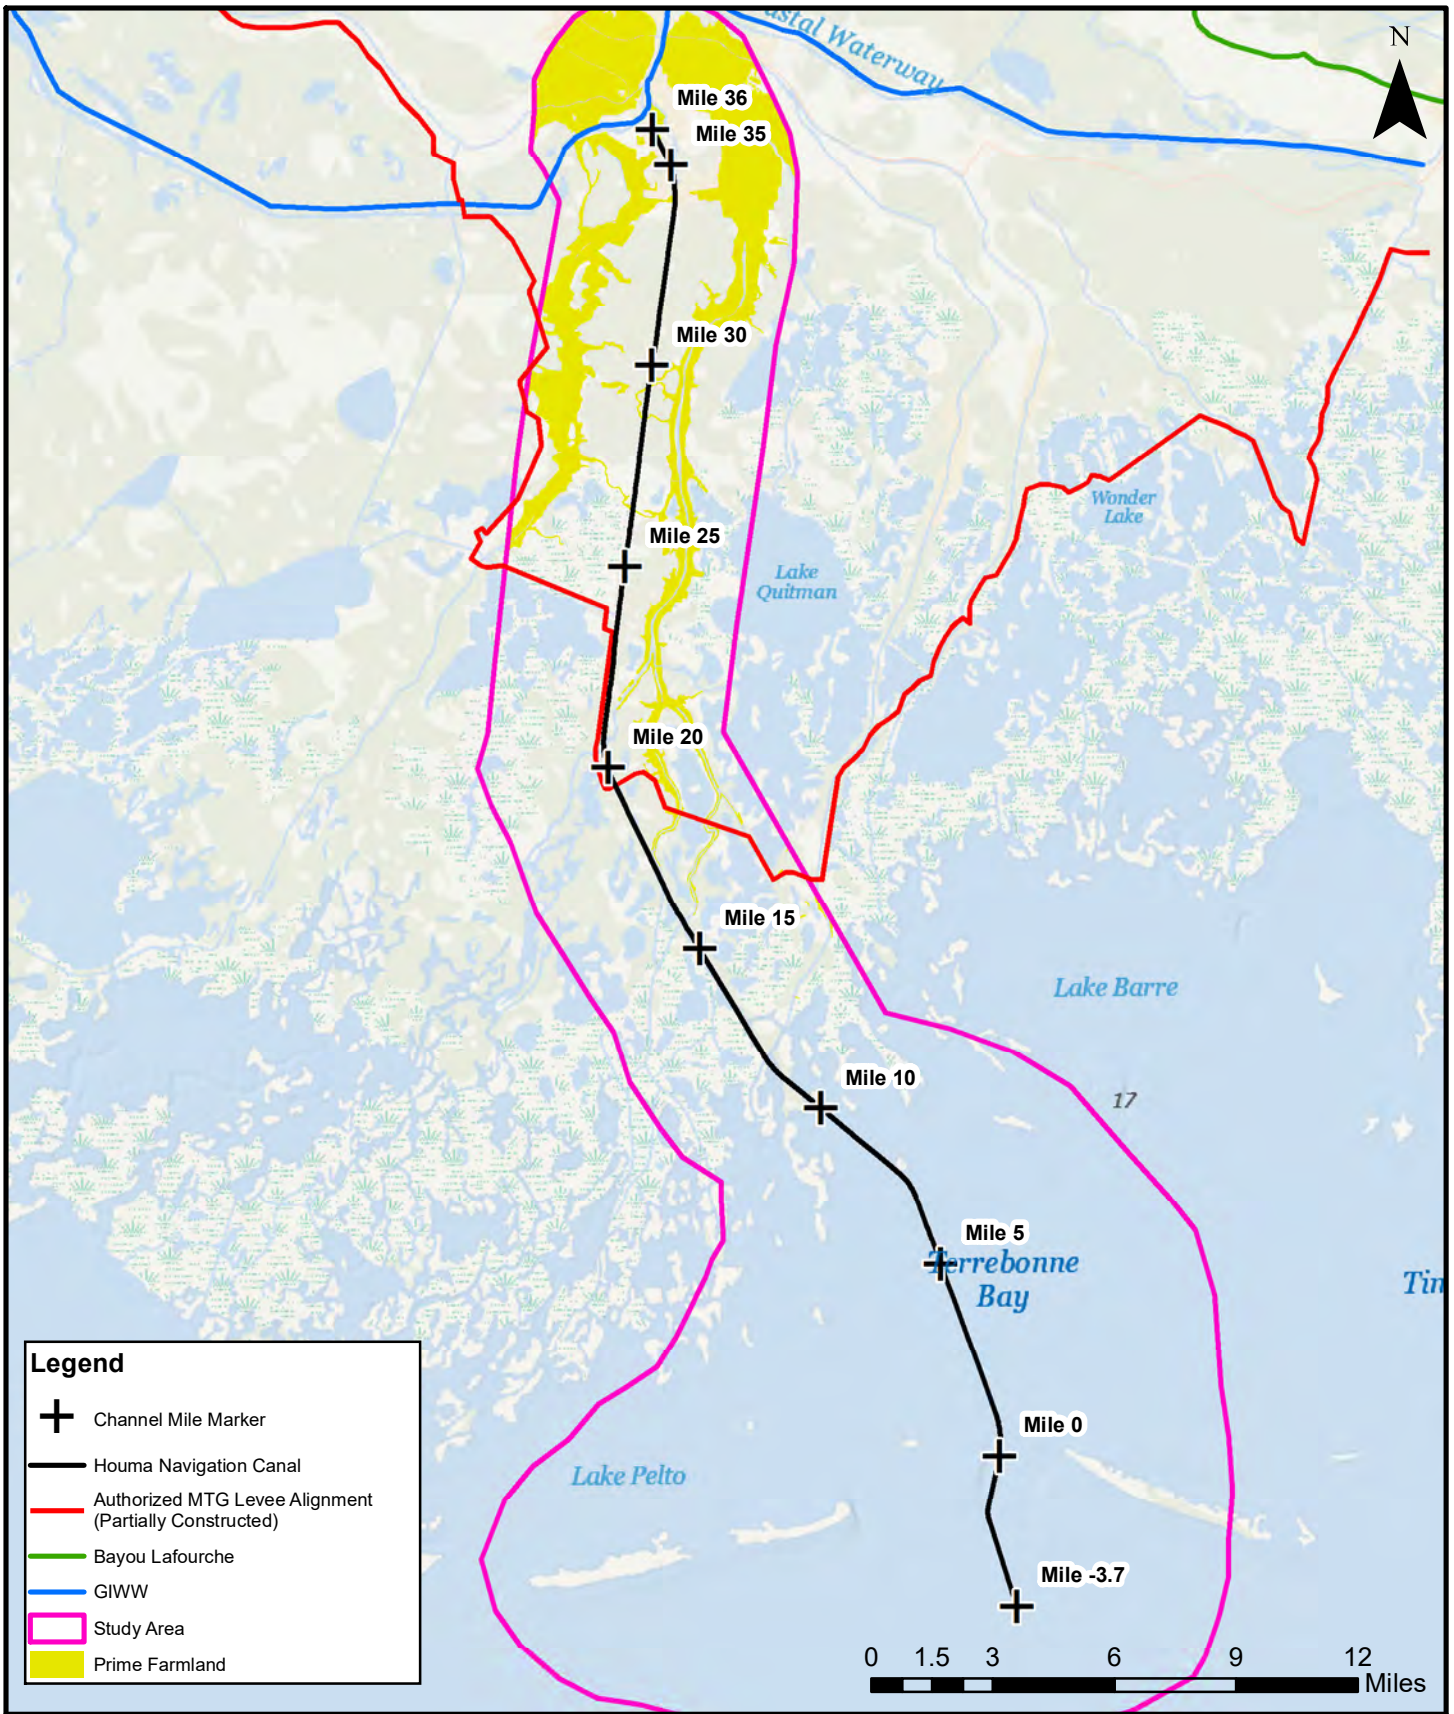 astal Waterway
N
Mile 36
Mile 35
Mile 30
Wonder
Lake
Mile 25
Lake
Quitman
Mile 20
Mile 15
Lake Barre
Mile 10
17
Mile 5
Terrebonne
Bay
Tin
Mile 0
Lake Pelto
Mile -3.7
Legend
Channel Mile Marker
Houma Navigation Canal
Authorized MTG Levee Alignment
(Partially Constructed)
Bayou Lafourche
GIWW
Study Area
Prime Farmland
0 1.5 3 6 9 12
Miles